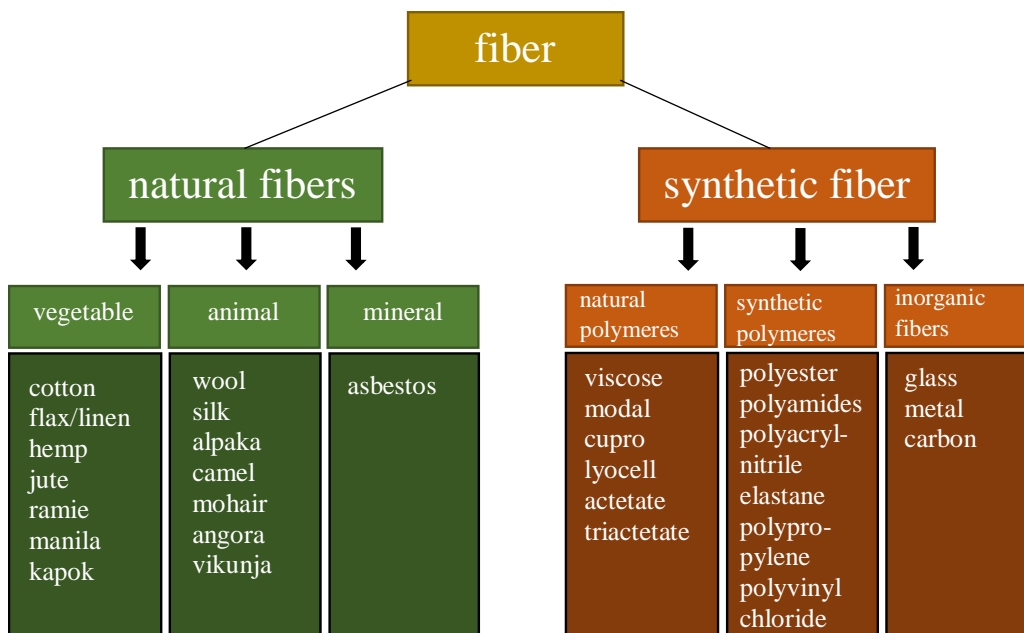 fiber
natural fibers
synthetic fiber
vegetable
animal
mineral
natural
polymeres
synthetic
polymeres
inorganic
fibers
cotton
flax/linen
hemp
jute
ramie
manila
kapok
wool
silk
alpaka
camel
mohair
angora
vikunja
asbestos
viscose
modal
cupro
lyocell
actetate
triactetate
polyester
polyamides
polyacryl-
nitrile
elastane
polypro-
pylene
polyvinyl
chloride
glass
metal
carbon